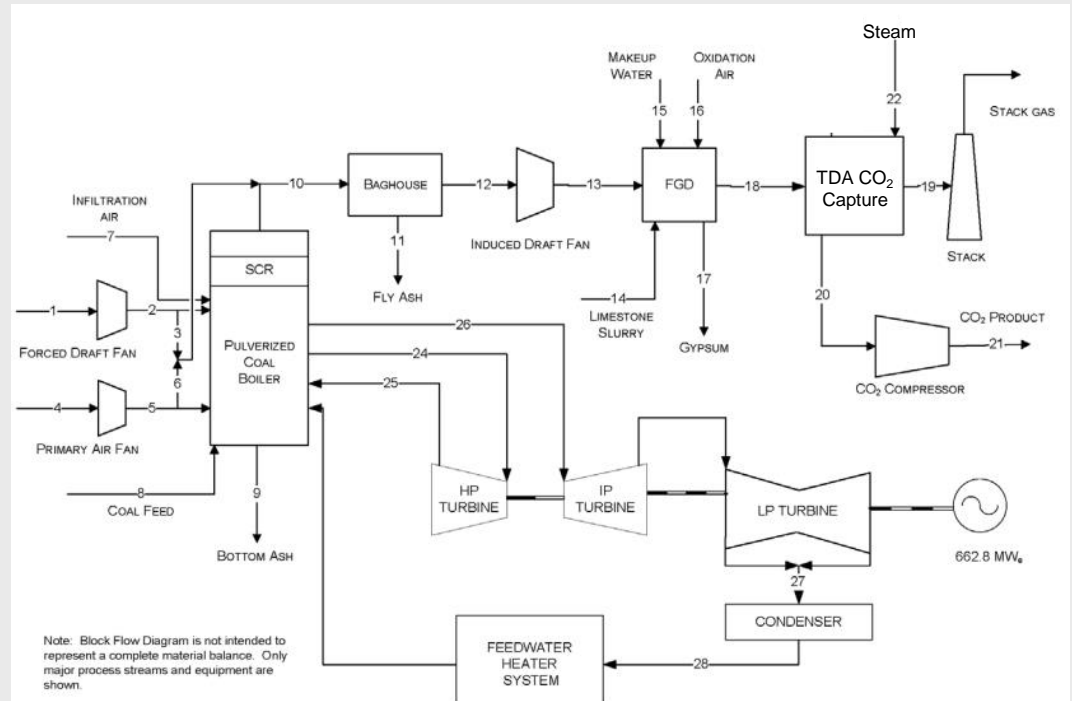 Steam
MAKEUP
WATER
OXIDATION
AIR
15
16
22
STACK GAS
10
BAGHOUSE
12
13
FGD
18
TDA CO₂
Capture
19
INFILTRATION
AIR
7
11
INDUCED DRAFT FAN
STACK
SCR
FLY ASH
14
LIMESTONE
SLURRY
17
20
1
2
3
FORCED DRAFT FAN
PULVERIZED
COAL
BOILER
26
24
25
GYPSUM
CO₂ PRODUCT
21
CO₂ COMPRESSOR
6
4
5
PRIMARY AIR FAN
8
COAL FEED
9
BOTTOM ASH
HP
TURBINE
IP
TURBINE
LP TURBINE
662.8 MWe
27
CONDENSER
28
FEEDWATER
HEATER
SYSTEM
Note: Block Flow Diagram is not intended to
represent a complete material balance. Only
major process streams and equipment are
shown.